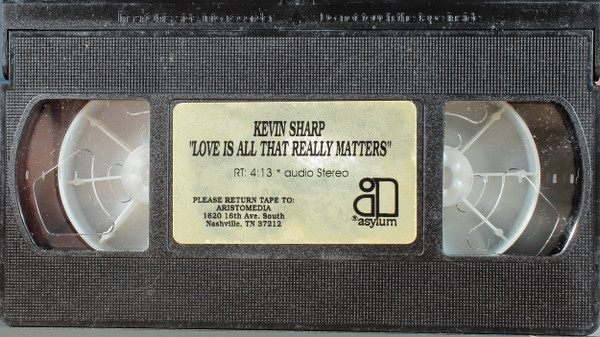 KEVIN SHARP
"LOVE IS ALL THAT REALLY MATTERS"
RT: 4:13 * audio Stereo
PLEASE RETURN TAPE TO:
ARISTOMEDIA
1620 16th Ave. South
Nashville, TN 37212
®asylum